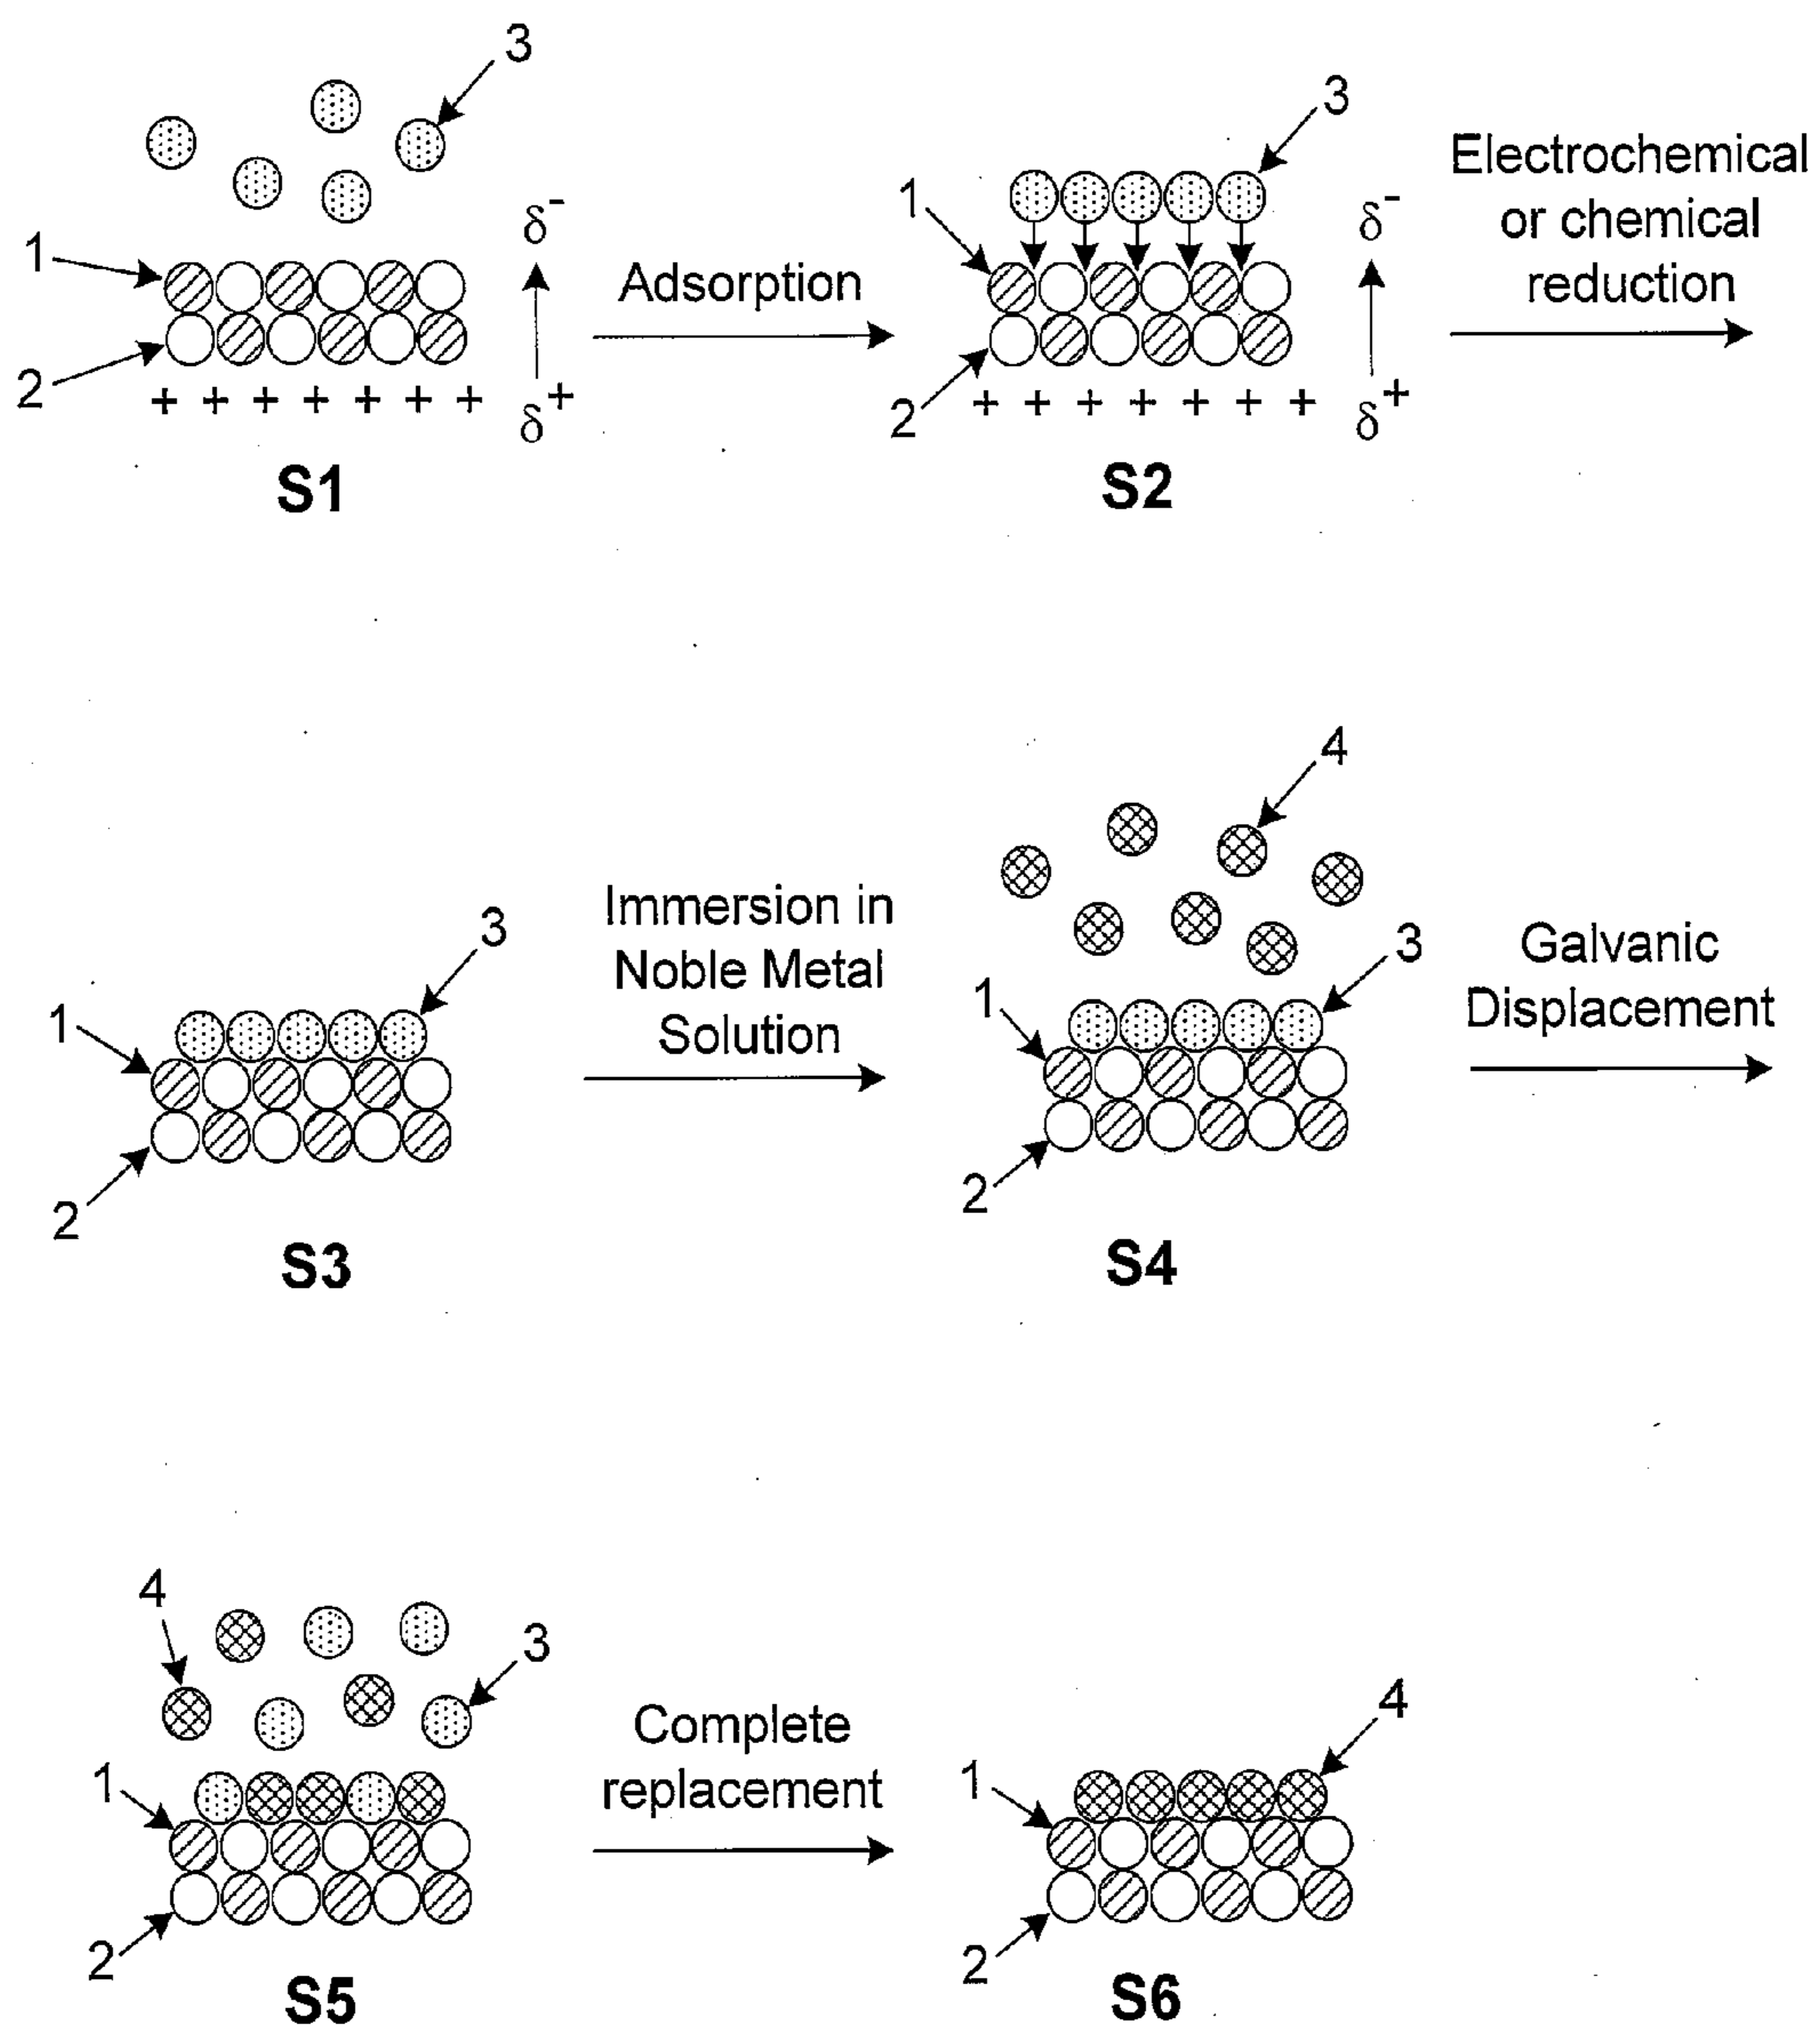 3
1
2
δ-
δ+
+ + + + + + +
S1
Adsorption
3
1
2
δ-
δ+
+ + + + + + +
S2
Electrochemical
or chemical
reduction
3
1
2
S3
Immersion in
Noble Metal
Solution
4
3
1
2
S4
Galvanic
Displacement
4
3
1
2
S5
Complete
replacement
4
1
2
S6